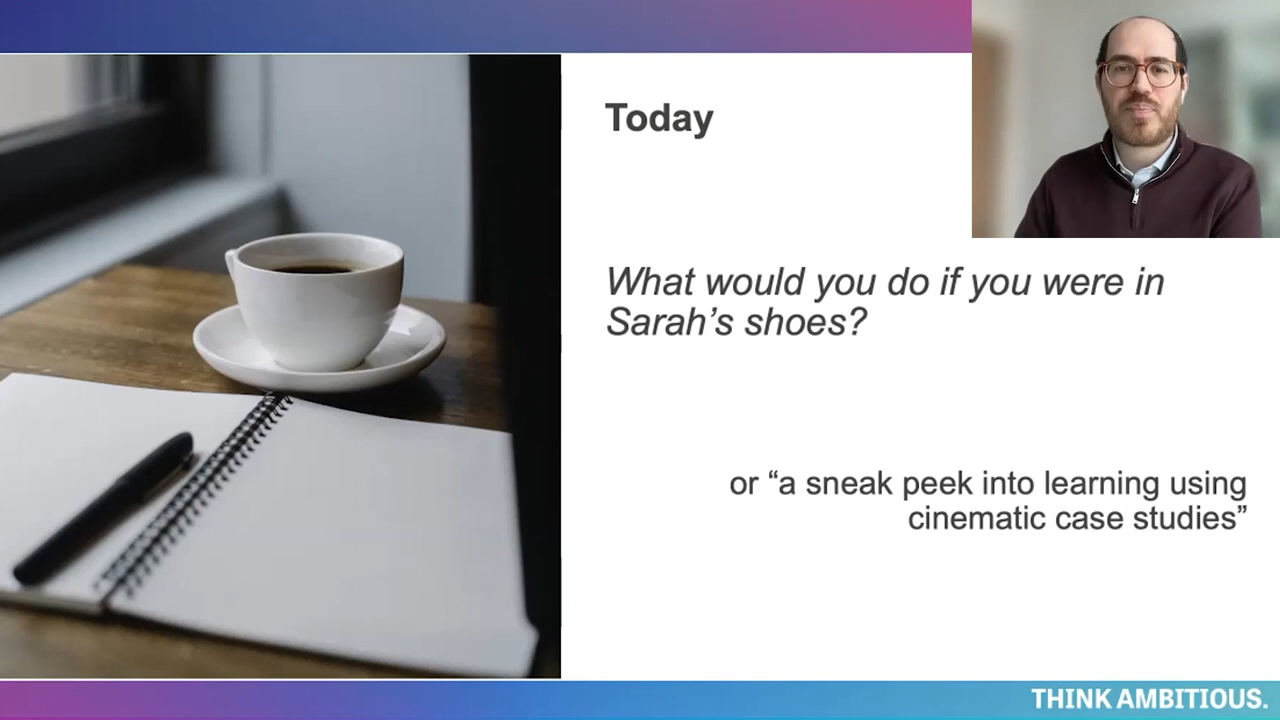 Today
What would you do if you were in
Sarah’s shoes?
or “a sneak peek into learning using
cinematic case studies”
THINK AMBITIOUS.